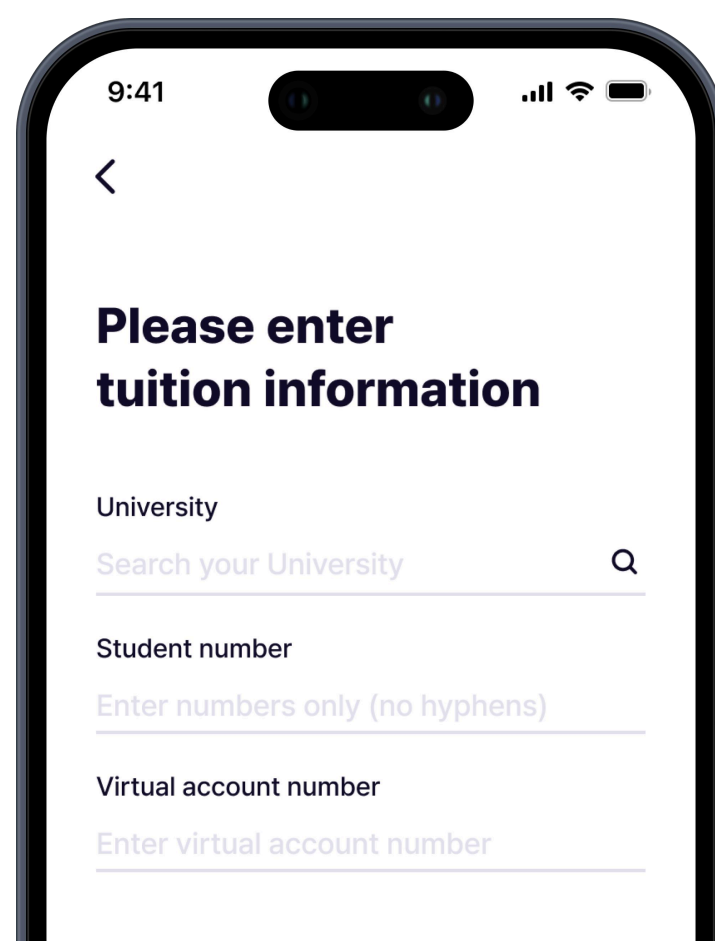 9:41
Please enter
tuition information
University
Search your University
Student number
Enter numbers only (no hyphens)
Virtual account number
Enter virtual account number